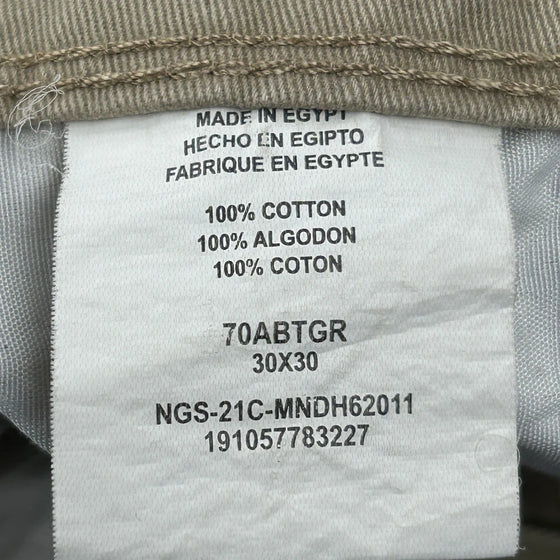 MADE IN EGYPT
HECHO EN EGIPTO
FABRIQUE EN EGYPTE
100% COTTON
100% ALGODON
100% COTON
70ABTGR
30X30
NGS-21C-MNDH62011
191057783227